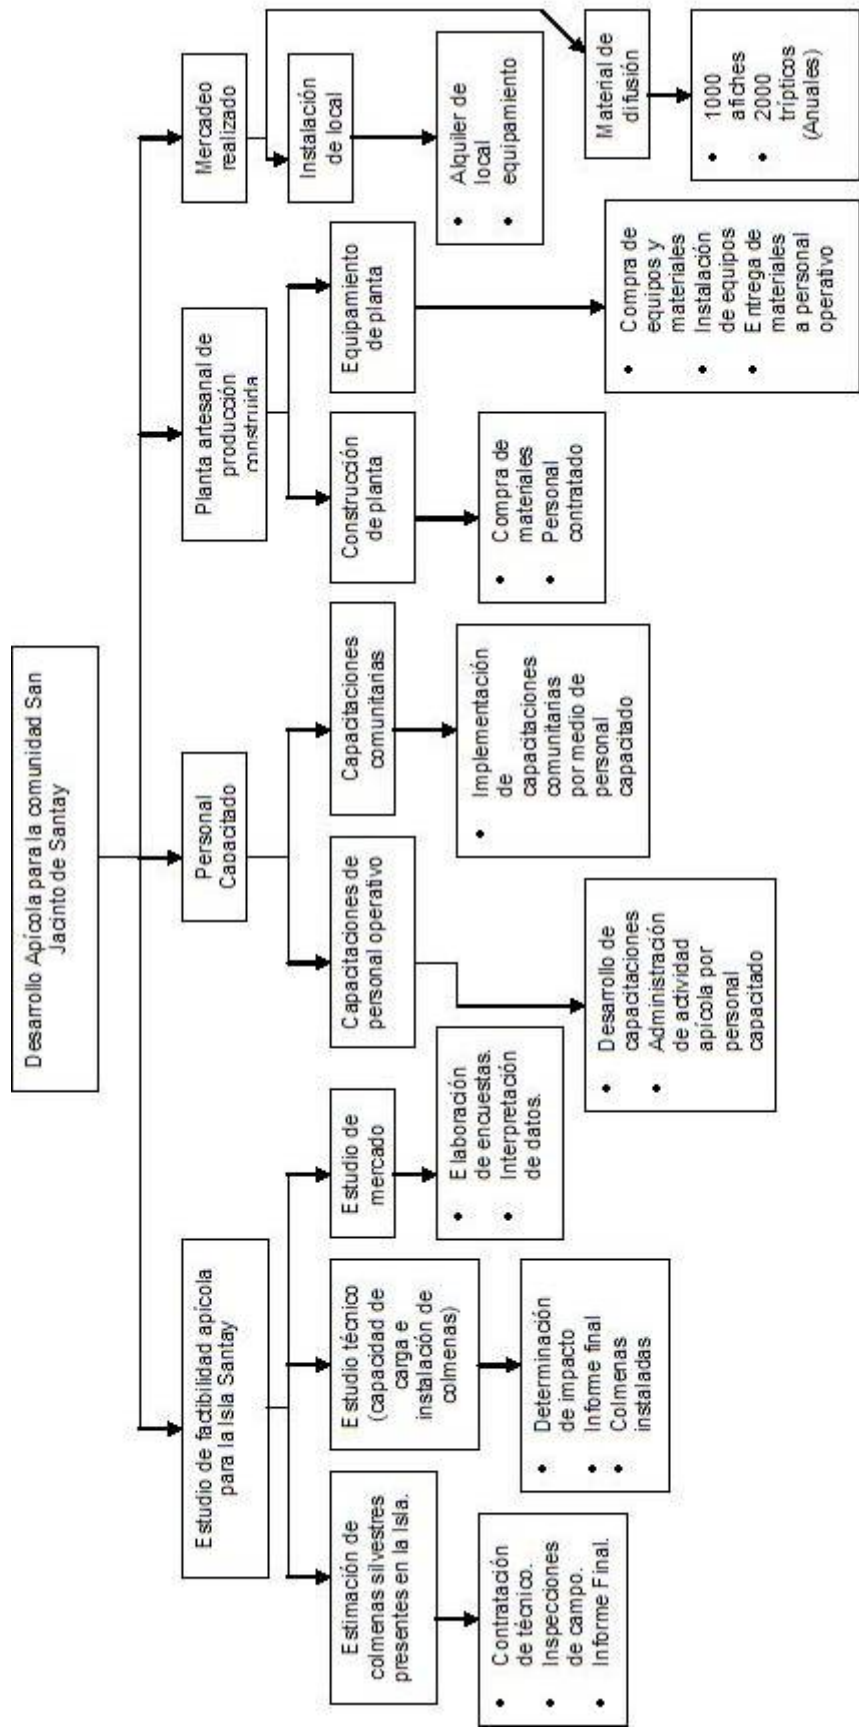 Desarrollo Apícola para la comunidad San
Jacinto de Santay
Estudio de factibilidad apícola
para la Isla Santay
Personal
Capacitado
Planta artesanal de
producción
construida
Mercadeo
realizado
Estimación de
colmenas silvestres
presentes en la Isla.
Estudio técnico
(capacidad de
carga e
instalación de
colmenas)
Estudio de
mercado
Capacitaciones de
personal operativo
Capacitaciones
comunitarias
Construcción
de planta
Equipamiento
de planta
Instalación
de local
Material de
difusión
• Contratación
de técnico.
• Inspecciones
de campo.
• Informe Final.
• Determinación
de impacto
• Informe final
• Colmenas
instaladas
• Elaboración
de encuestas.
• Interpretación
de datos.
• Desarrollo de
capacitaciones
• Administración
de actividad
apícola por
personal
capacitado
• Implementación
de
capacitaciones
comunitarias
por medio de
personal
capacitado
• Compra de
materiales
• Personal
contratado
• Compra de
equipos y
materiales
• Instalación
de equipos
• Entrega de
materiales
a personal
operativo
• Alquiler de
local
• equipamiento
• 1000
afiches
• 2000
trípticos
(Anuales)